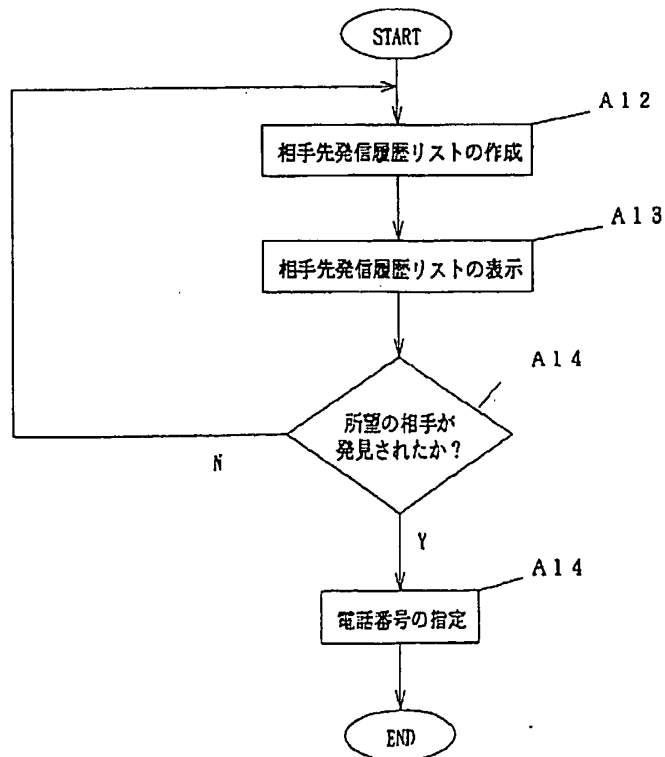 START
A12
相手先発信履歴リストの作成
A13
相手先発信履歴リストの表示
A14
所望の相手が
発見されたか?
N
Y
A14
電話番号の指定
END